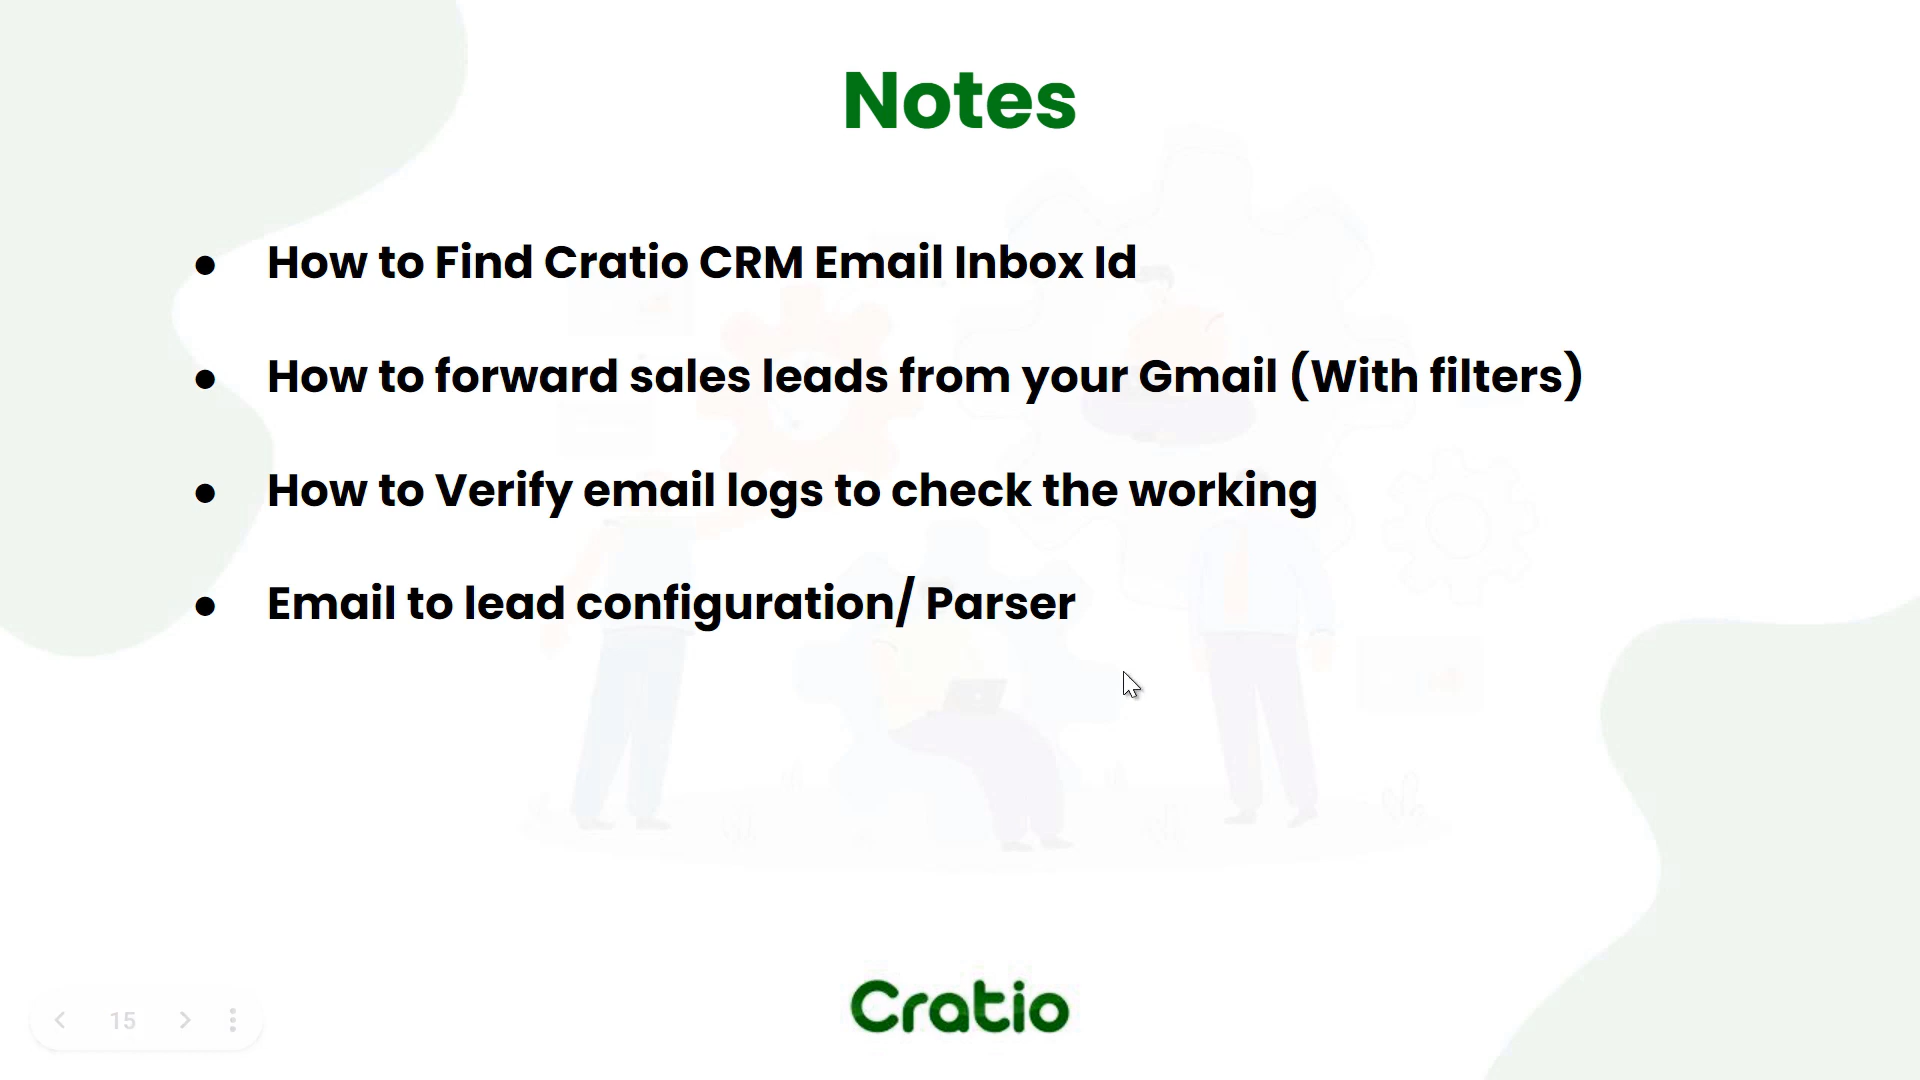 Notes
● How to Find Cratio CRM Email Inbox Id
● How to forward sales leads from your Gmail (With filters)
● How to Verify email logs to check the working
● Email to lead configuration/ Parser
Cratio
15